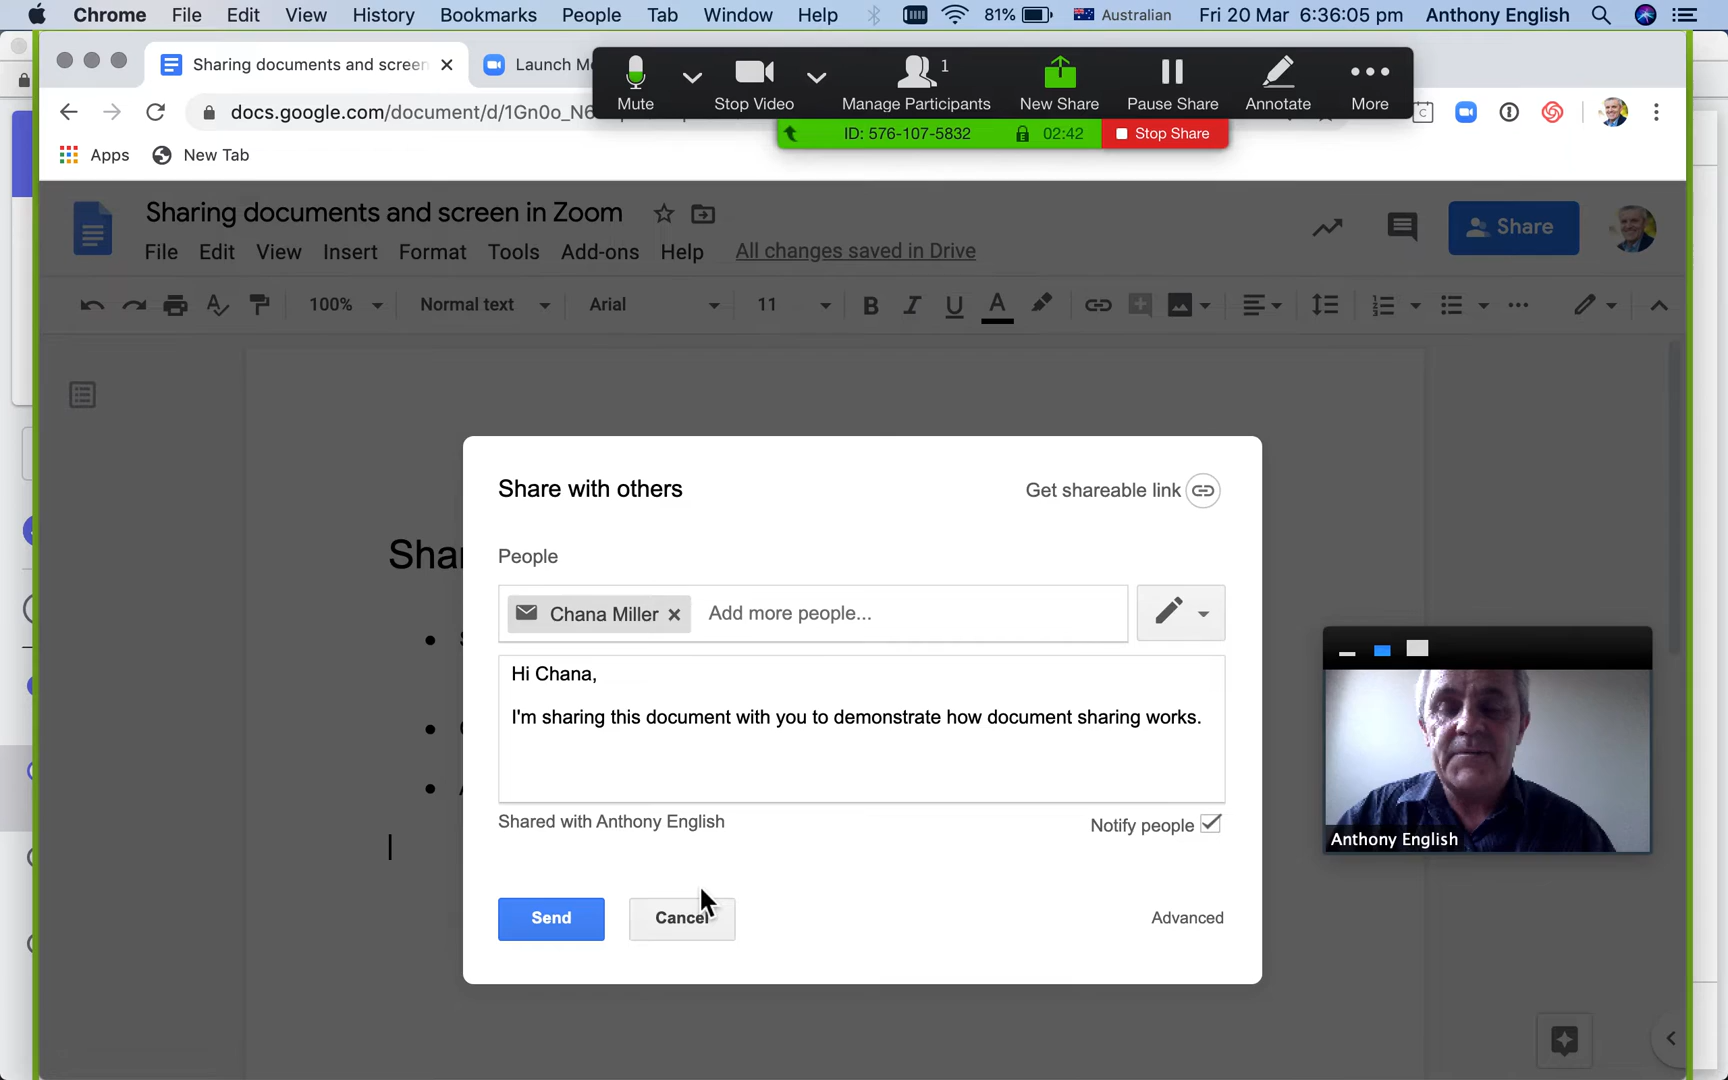 Chrome File Edit View History Bookmarks People Tab Window Help 81% Australian Fri 20 Mar 6:36:05 pm Anthony English
Sharing documents and screen
Launch Me
Mute Stop Video Manage Participants 1 New Share Pause Share Annotate More
docs.google.com/document/d/1Gn0o_N6
ID: 576-107-5832 02:42 Stop Share
Apps New Tab
Sharing documents and screen in Zoom
File Edit View Insert Format Tools Add-ons Help All changes saved in Drive
Share
100% Normal text Arial 11 B I U A
Share with others
Get shareable link
Shar
People
Chana Miller Add more people...
Hi Chana,
I'm sharing this document with you to demonstrate how document sharing works.
Shared with Anthony English
Notify people
Anthony English
Send Cancel Advanced